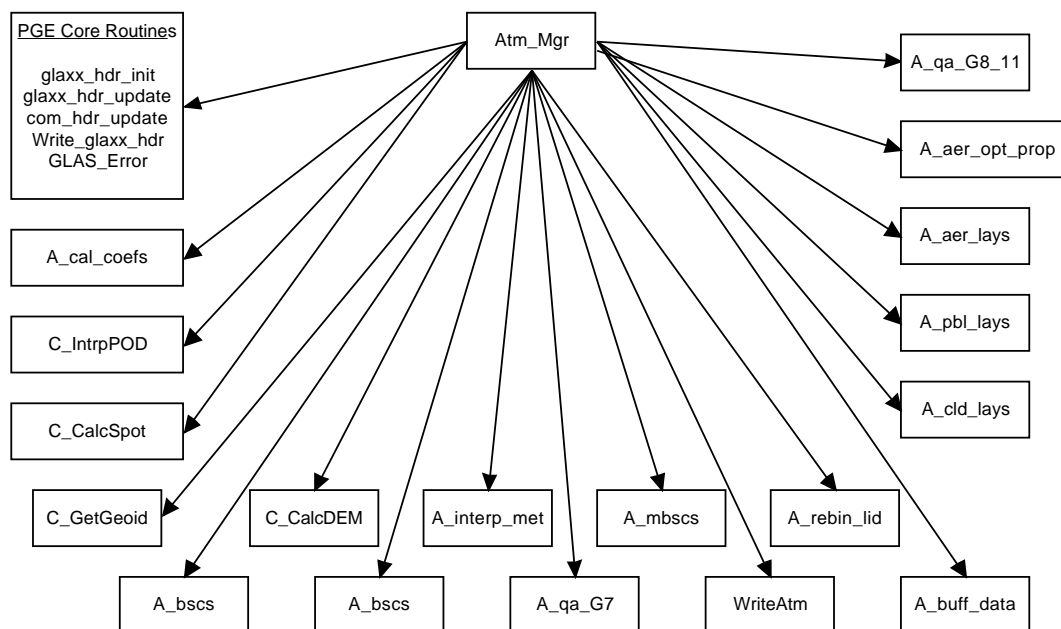 PGE Core Routines
glaxx_hdr_init
glaxx_hdr_update
com_hdr_update
Write_glaxx_hdr
GLAS_Error
Atm_Mgr
A_qa_G8_11
A_aer_opt_prop
A_cal_coefs
A_aer_lays
C_IntrpPOD
A_pbl_lays
C_CalcSpot
A_cld_lays
C_GetGeoid
C_CalcDEM
A_interp_met
A_mbscs
A_rebin_lid
A_bscs
A_bscs
A_qa_G7
WriteAtm
A_buff_data